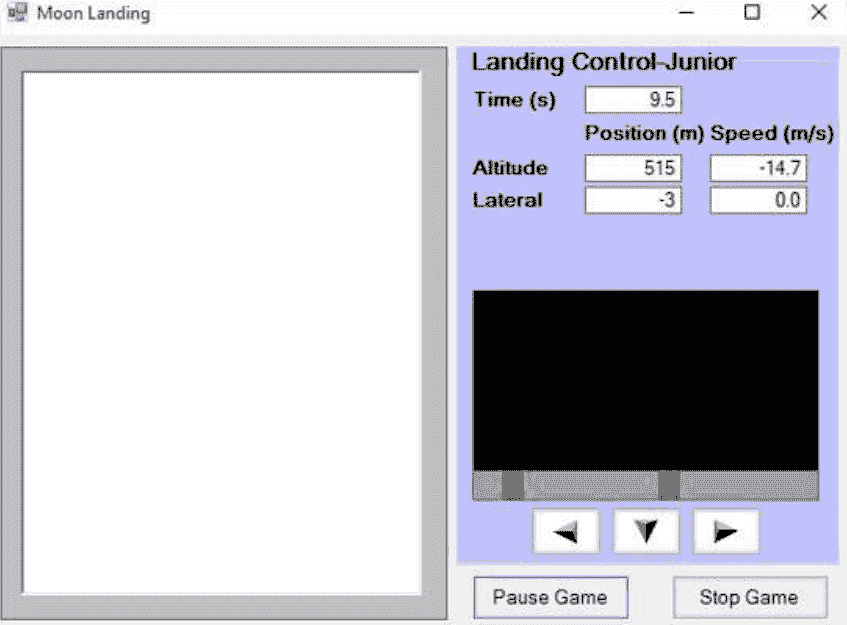 Moon Landing
Landing Control-Junior
Time (s) 9.5
Position (m) Speed (m/s)
Altitude 515 -14.7
Lateral -3 0.0
Pause Game Stop Game